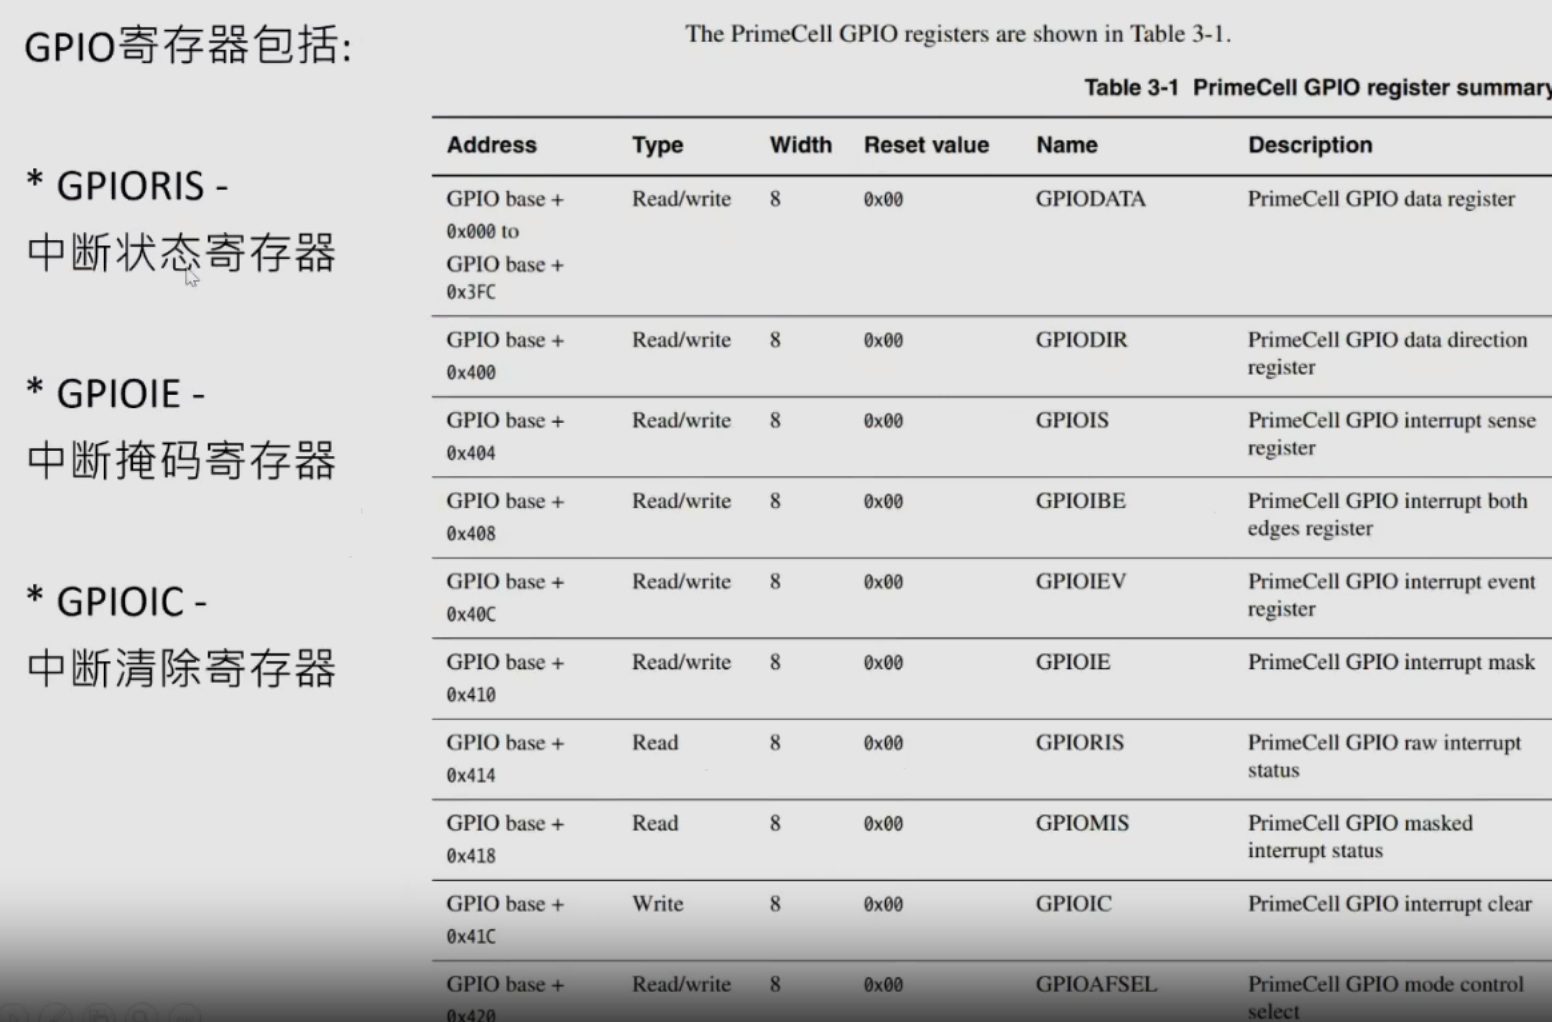 GPIO寄存器包括:
* GPIORIS -
中断状态寄存器
* GPIOIE -
中断掩码寄存器
* GPIOIC -
中断清除寄存器
The PrimeCell GPIO registers are shown in Table 3-1.
Table 3-1 PrimeCell GPIO register summary
Address Type Width Reset value Name Description
GPIO base + Read/write 8 0x00 GPIODATA PrimeCell GPIO data register
0x000 to
GPIO base +
0x3FC
GPIO base + Read/write 8 0x00 GPIODIR PrimeCell GPIO data direction
0x400 register
GPIO base + Read/write 8 0x00 GPIOIS PrimeCell GPIO interrupt sense
0x404 register
GPIO base + Read/write 8 0x00 GPIOIBE PrimeCell GPIO interrupt both
0x408 edges register
GPIO base + Read/write 8 0x00 GPIOIEV PrimeCell GPIO interrupt event
0x40C register
GPIO base + Read/write 8 0x00 GPIOIE PrimeCell GPIO interrupt mask
0x410
GPIO base + Read 8 0x00 GPIORIS PrimeCell GPIO raw interrupt
0x414 status
GPIO base + Read 8 0x00 GPIOMIS PrimeCell GPIO masked
0x418 interrupt status
GPIO base + Write 8 0x00 GPIOIC PrimeCell GPIO interrupt clear
0x41C
GPIO base + Read/write 8 0x00 GPIOAFSEL PrimeCell GPIO mode control
0x420 select